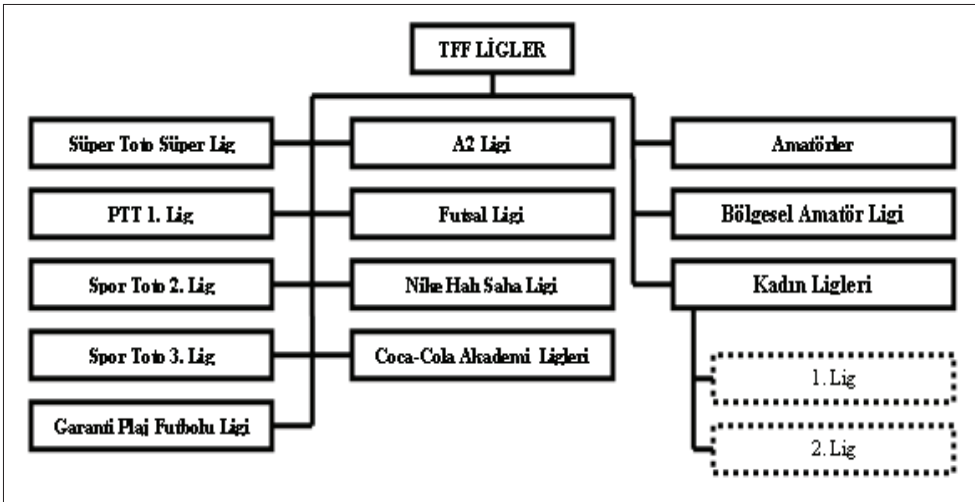 TFF LİGLER
Süper Toto Süper Lig
A2 Ligi
Amatörler
PTT 1. Lig
Futsal Ligi
Bölgesel Amatör Ligi
Spor Toto 2. Lig
Nike Halı Saha Ligi
Kadın Ligleri
Spor Toto 3. Lig
Coca-Cola Akademi Ligleri
1. Lig
Garanti Plaj Futbolu Ligi
2. Lig